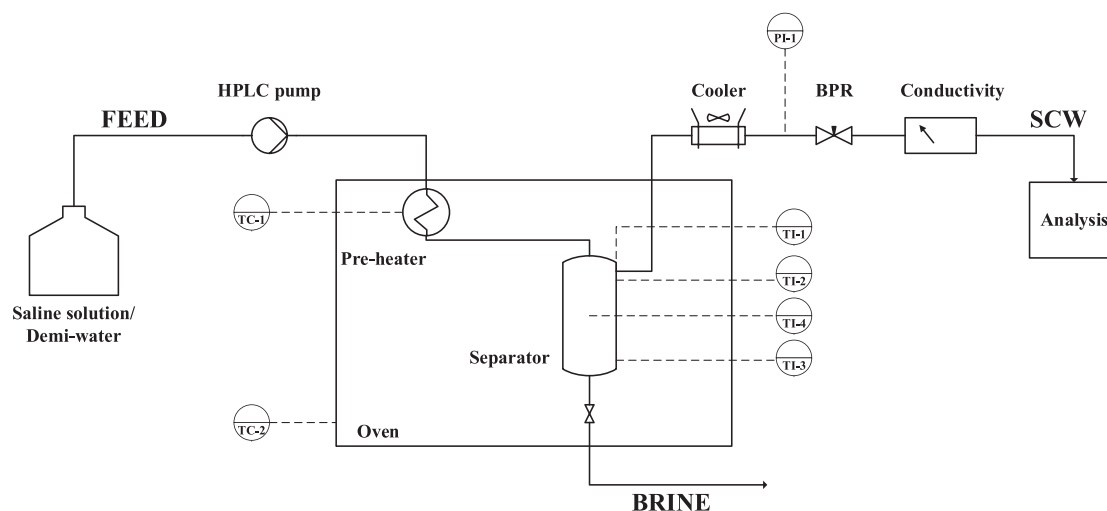 PI-1
HPLC pump
Cooler
BPR
Conductivity
FEED
SCW
TC-1
Analysis
TI-1
Pre-heater
TI-2
Saline solution/
Demi-water
TI-4
Separator
TI-3
TC-2
Oven
BRINE